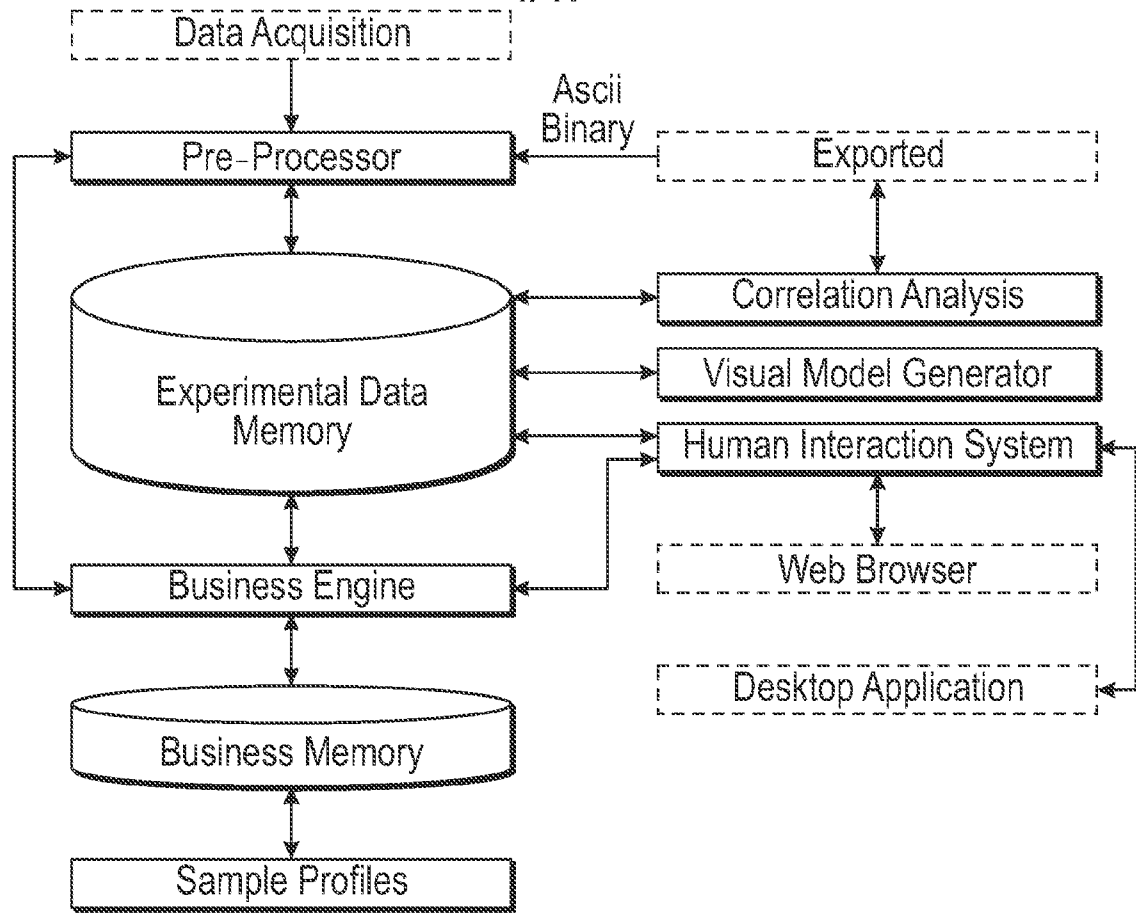 Data Acquisition
Ascii
Binary
Pre-Processor
Exported
Correlation Analysis
Visual Model Generator
Experimental Data
Memory
Human Interaction System
Web Browser
Business Engine
Desktop Application
Business Memory
Sample Profiles